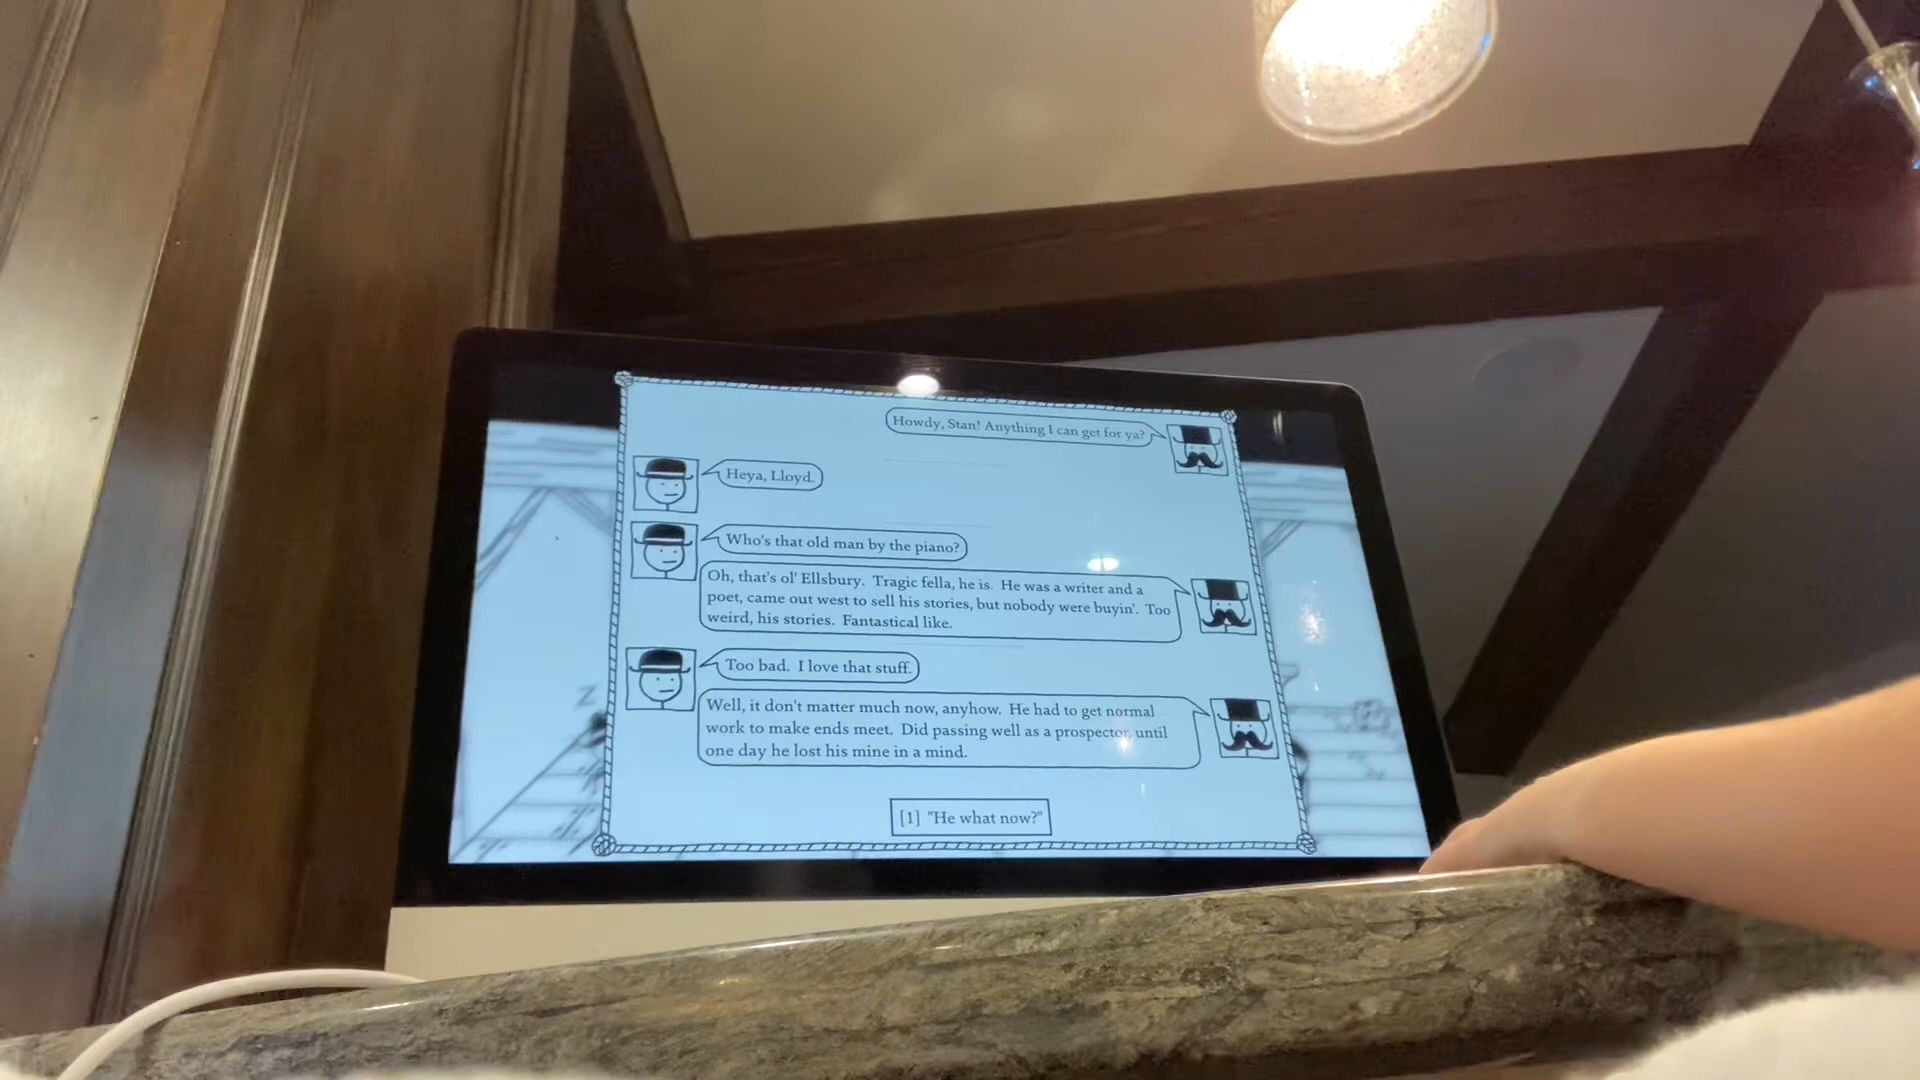 Howdy, Stan! Anything I can get for ya?
Heya, Lloyd.
Who's that old man by the piano?
Oh, that's ol' Ellsbury. Tragic fella, he is. He was a writer and a
poet, came out west to sell his stories, but nobody were buyin'. Too
weird, his stories. Fantastical like.
Too bad. I love that stuff.
Well, it don't matter much now, anyhow. He had to get normal
work to make ends meet. Did passing well as a prospector, until
one day he lost his mine in a mind.
[1] "He what now?"
Z